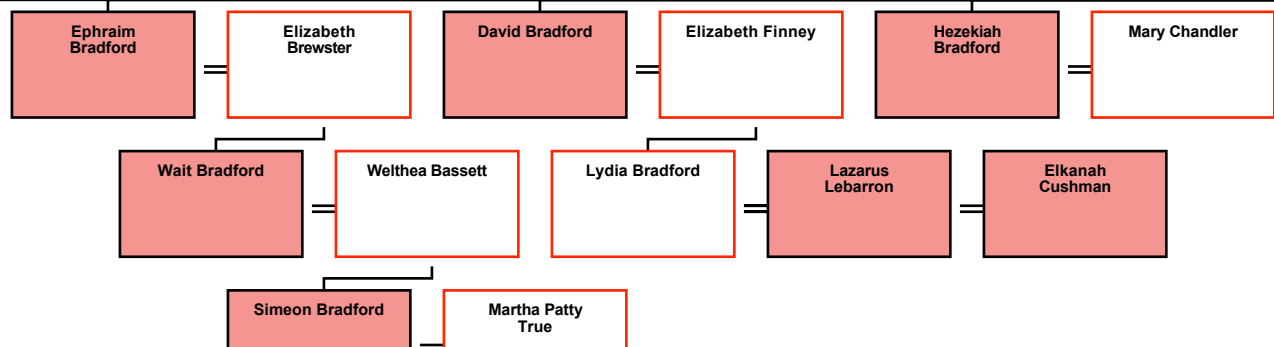 Ephraim
Bradford
Elizabeth
Brewster
David Bradford
Elizabeth Finney
Hezekiah
Bradford
Mary Chandler
Wait Bradford
Welthea Bassett
Lydia Bradford
Lazarus
Lebarron
Elkanah
Cushman
Simeon Bradford
Martha Patty
True